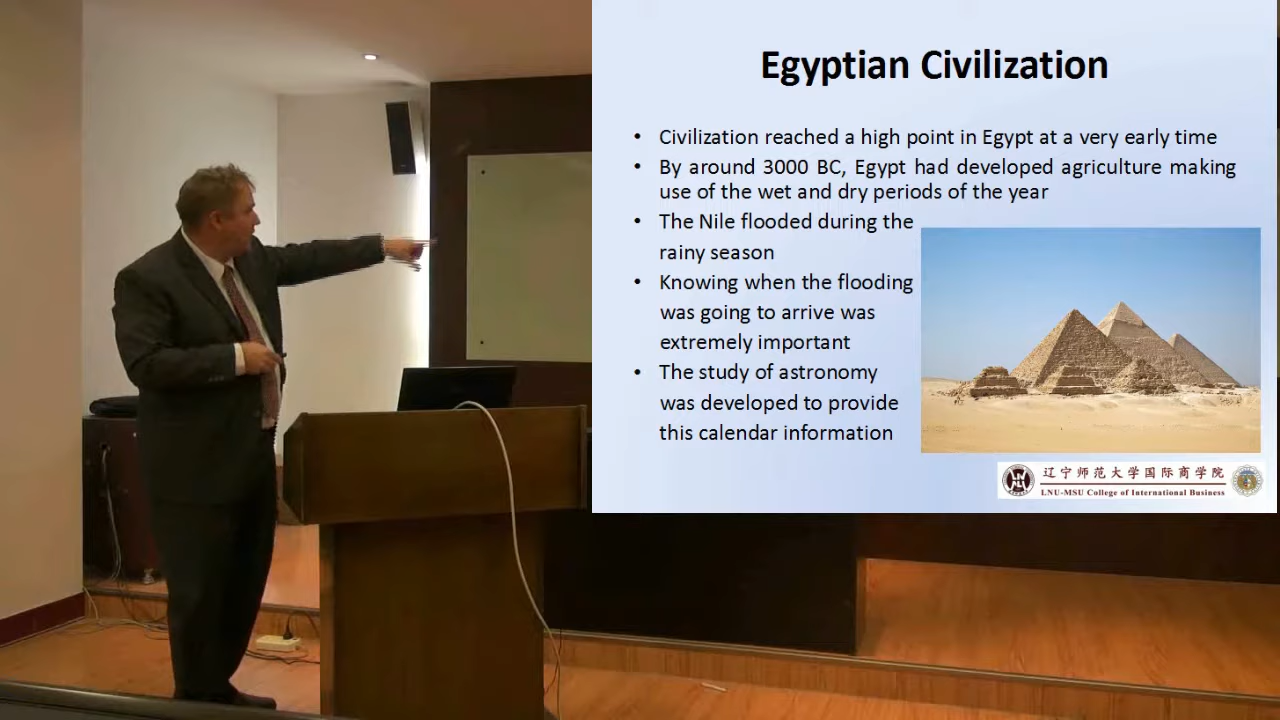 Egyptian Civilization
• Civilization reached a high point in Egypt at a very early time
• By around 3000 BC, Egypt had developed agriculture making
use of the wet and dry periods of the year
• The Nile flooded during the
rainy season
• Knowing when the flooding
was going to arrive was
extremely important
• The study of astronomy
was developed to provide
this calendar information
辽宁师范大学国际商学院
LNU-MSU College of International Business